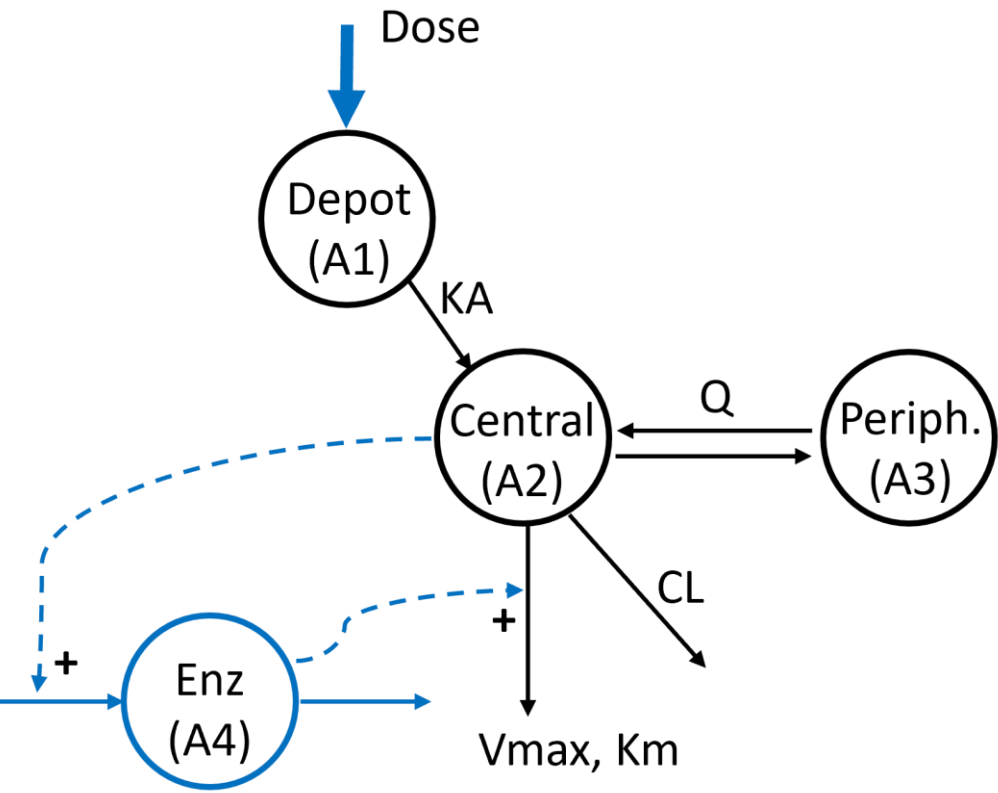 Dose
Depot
(A1)
KA
Central
(A2)
Q
Periph.
(A3)
CL
+
+
Enz
(A4)
Vmax, Km